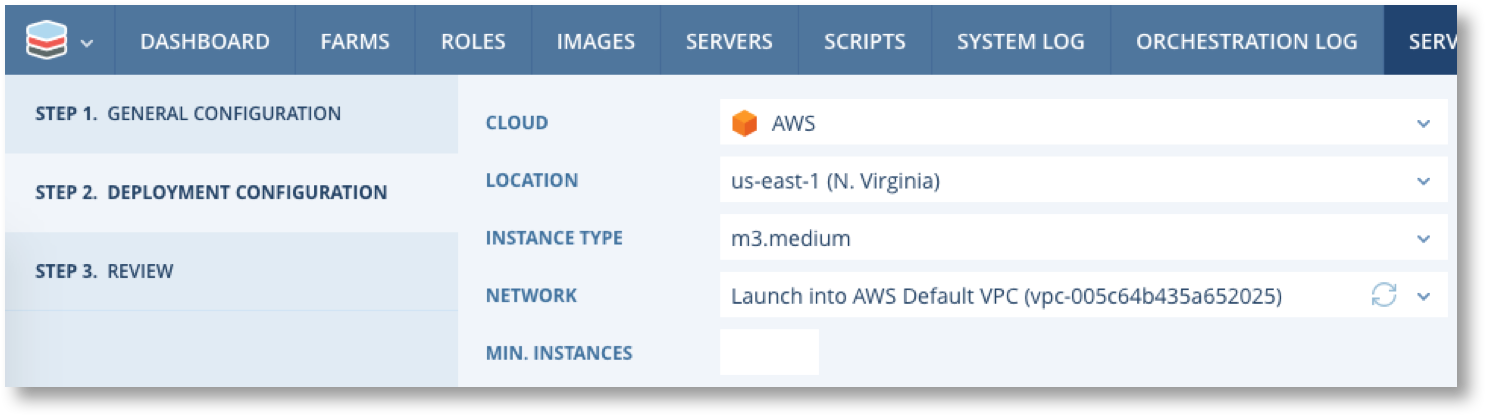 DASHBOARD FARMS ROLES IMAGES SERVERS SCRIPTS SYSTEM LOG ORCHESTRATION LOG SERV
STEP 1. GENERAL CONFIGURATION
STEP 2. DEPLOYMENT CONFIGURATION
STEP 3. REVIEW
CLOUD AWS
LOCATION us-east-1 (N. Virginia)
INSTANCE TYPE m3.medium
NETWORK Launch into AWS Default VPC (vpc-005c64b435a652025)
MIN. INSTANCES